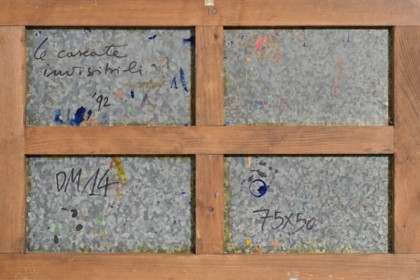 le cascate
invisibili
'92
DM 14
75x50